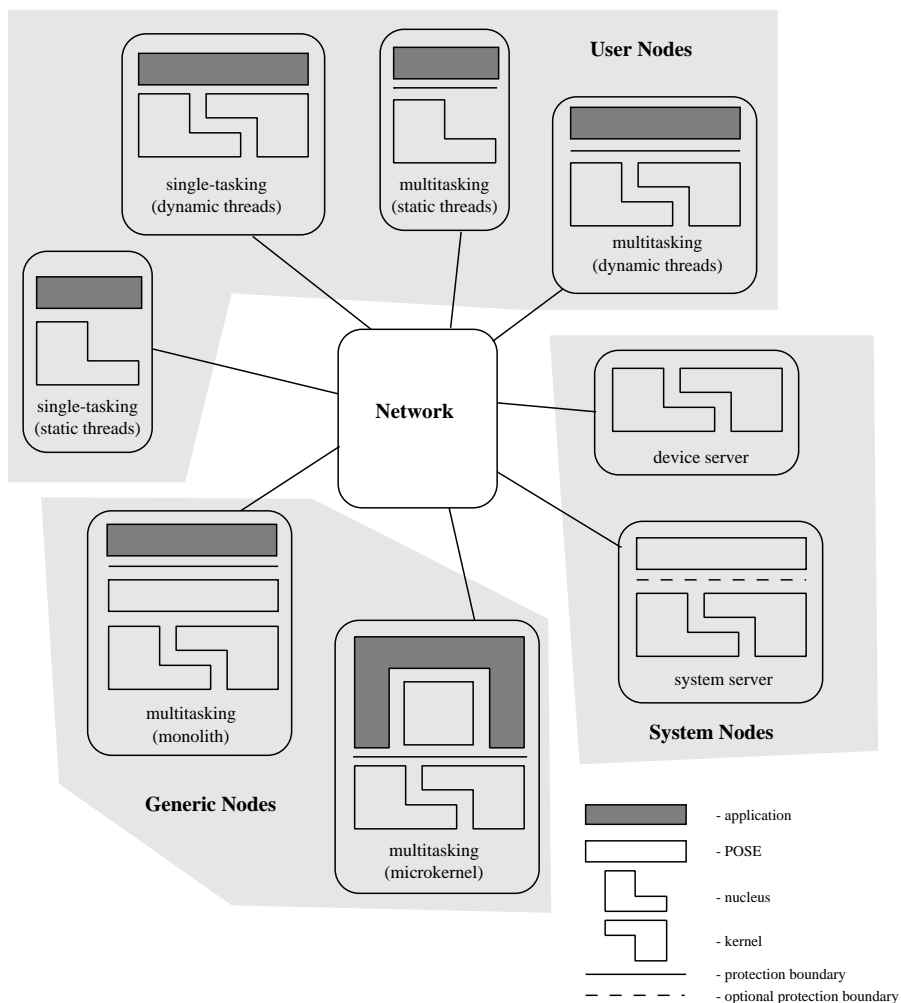 User Nodes
single-tasking
(dynamic threads)
multitasking
(static threads)
multitasking
(dynamic threads)
single-tasking
(static threads)
Network
device server
system server
System Nodes
multitasking
(monolith)
Generic Nodes
multitasking
(microkernel)
- application
- POSE
- nucleus
- kernel
- protection boundary
- optional protection boundary